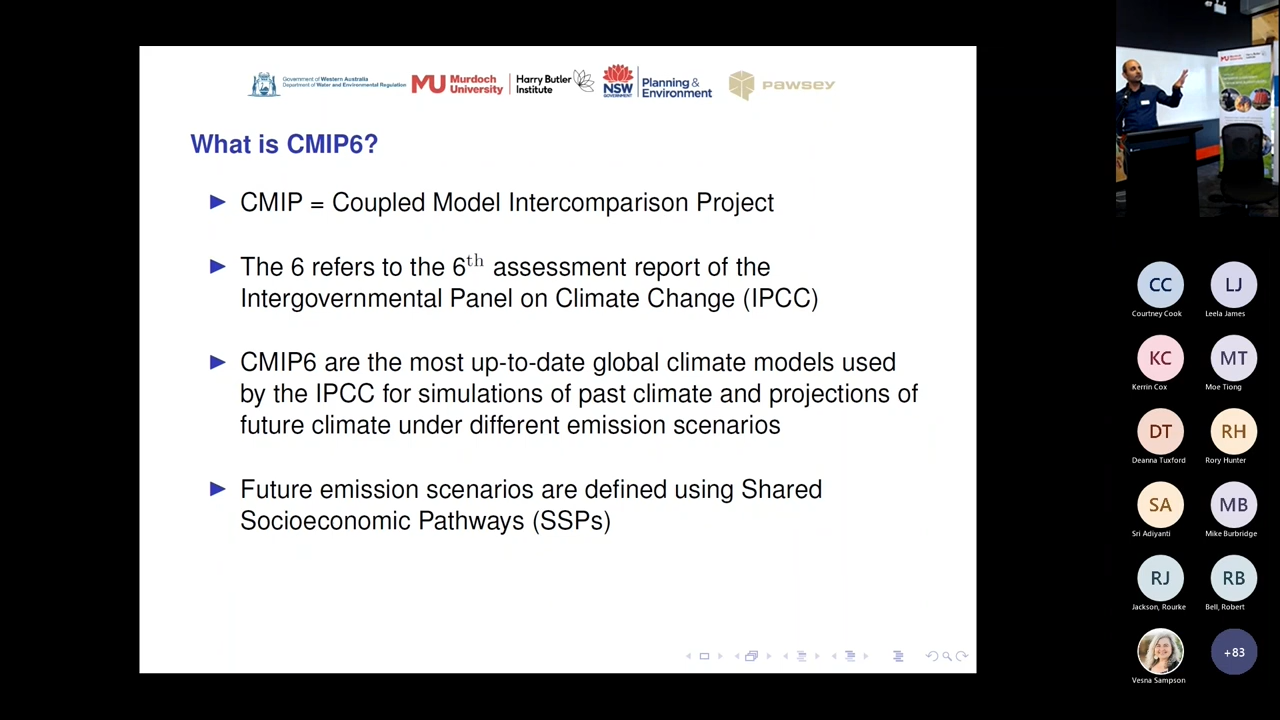 Government of Western Australia
Department of Water and Environmental Regulation
MU Murdoch University
Harry Butler Institute
NSW GOVERNMENT
Planning & Environment
PAWSEY
What is CMIP6?
CMIP = Coupled Model Intercomparison Project
The 6 refers to the 6th assessment report of the
Intergovernmental Panel on Climate Change (IPCC)
CMIP6 are the most up-to-date global climate models used
by the IPCC for simulations of past climate and projections of
future climate under different emission scenarios
Future emission scenarios are defined using Shared
Socioeconomic Pathways (SSPs)
CC LJ
Courtney Cook Leela James
KC MT
Kerrin Cox Moe Tiong
DT RH
Deanna Tuxford Rory Hunter
SA MB
Sri Adiyanti Mike Burbridge
RJ RB
Jackson, Rourke Bell, Robert
+83
Vesna Sampson